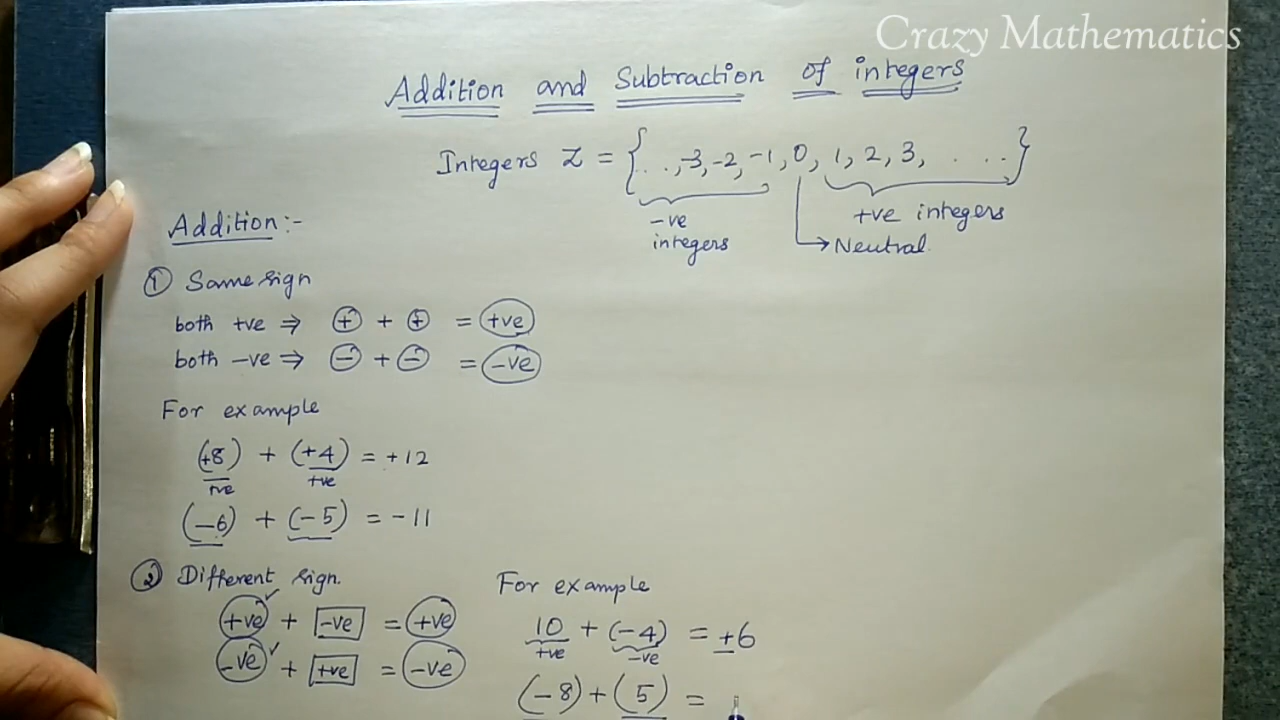 Crazy Mathematics
Addition and Subtraction of integers
Integers Z = { . . ,-3,-2,-1,0, 1, 2, 3, . . . . }
-ve integers
+ve integers
→ Neutral
Addition :-
① Same sign
both +ve ⇒ ⊕ + ⊕ = +ve
both -ve ⇒ ⊖ + ⊖ = -ve
For example
(+8) + (+4) = +12
+ve +ve
(-6) + (-5) = -11
② Different sign.
+ve ✓ + -ve = +ve
-ve ✓ + +ve = -ve
For example
10 + (-4) = +6
+ve -ve
(-8) + (5) =